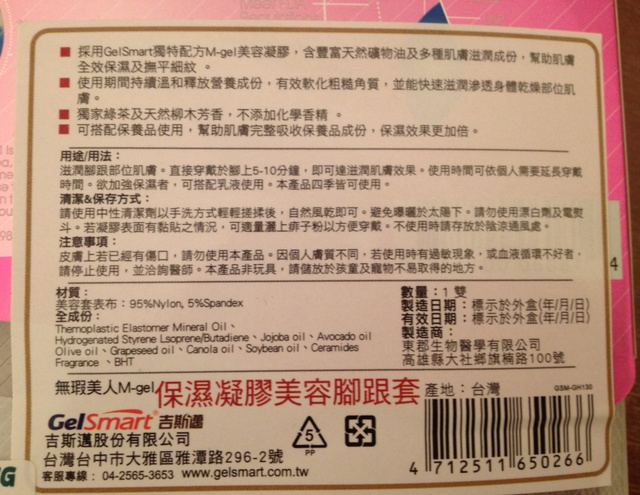 ■ 採用GelSmart獨特配方M-gel美容凝膠，含豐富天然礦物油及多種肌膚滋潤成份，幫助肌膚
全效保濕及撫平細紋 。
■ 使用期間持續溫和釋放營養成份，有效軟化粗糙角質，並能快速滋潤滲透身體乾燥部位肌
膚。
■ 獨家綠茶及天然柳木芳香，不添加化學香精 。
■ 可搭配保養品使用，幫助肌膚完整吸收保養品成份，保濕效果更加倍。
用途/用法：
滋潤腳跟部位肌膚。直接穿戴於腳上5-10分鐘，即可達滋潤肌膚效果。使用時間可依個人需要延長穿戴
時間。欲加強保濕者，可搭配乳液使用。本產品四季皆可使用。
清潔&保存方式：
請使用中性清潔劑以手洗方式輕輕搓揉後，自然風乾即可。避免曝曬於太陽下。請勿使用漂白劑及電熨
斗。若凝膠表面有黏貼之情況，可適量灑上痱子粉以方便穿戴。不使用時請存放於陰涼通風處。
注意事項：
皮膚上若已經有傷口，請勿使用本產品。因個人膚質不同，若使用時有過敏現象，或血液循環不好者，
請停止使用，並洽詢醫師。本產品非玩具，請儲放於孩童及寵物不易取得的地方。
材質：
美容套表布：95%Nylon, 5%Spandex
全成份：
Themoplastic Elastomer Mineral Oil、
Hydrogenated Styrene Lsoprene/Butadiene、Jojoba oil、Avocado oil
Olive oil、Grapeseed oil、Canola oil、Soybean oil、Ceramides
Fragrance 、BHT
數量：1 雙
製造日期：標示於外盒(年/月/日)
有效日期：標示於外盒(年/月/日)
製造商：
東郡生物醫學有限公司
高雄縣大社鄉旗楠路100號
無瑕美人M-gel 保濕凝膠美容腳跟套
產地：台灣
GSM-GH130
GelSmart 吉斯邁
吉斯邁股份有限公司
台灣台中市大雅區雅潭路296-2號
客服專線： 04-2565-3653 www.gelsmart.com.tw
5
PP
4 712511 650266
4
98
G